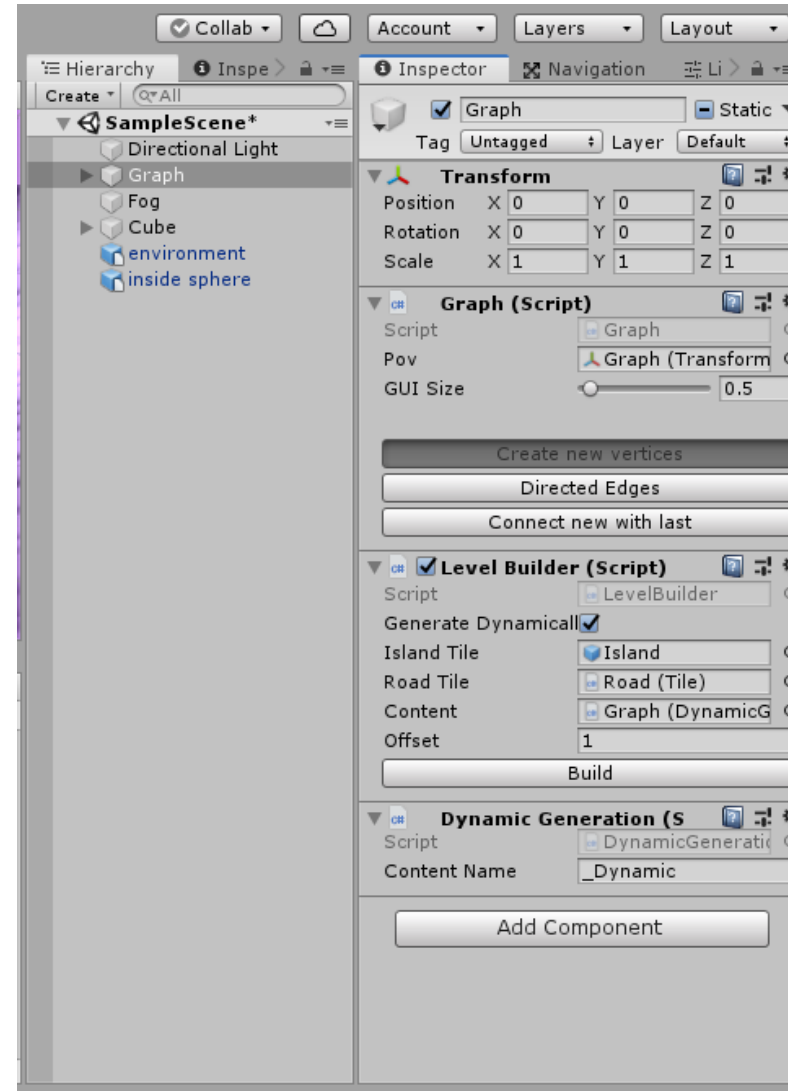 Collab Account Layers Layout
Hierarchy Inspe
Create All
SampleScene*
Directional Light
Graph
Fog
Cube
environment
inside sphere
Inspector Navigation Li
Graph Static
Tag Untagged Layer Default
Transform
Position X 0 Y 0 Z 0
Rotation X 0 Y 0 Z 0
Scale X 1 Y 1 Z 1
Graph (Script)
Script Graph
Pov Graph (Transform
GUI Size 0.5
Create new vertices
Directed Edges
Connect new with last
Level Builder (Script)
Script LevelBuilder
Generate Dynamicall
Island Tile Island
Road Tile Road (Tile)
Content Graph (DynamicG
Offset 1
Build
Dynamic Generation (S
Script DynamicGeneratio
Content Name _Dynamic
Add Component